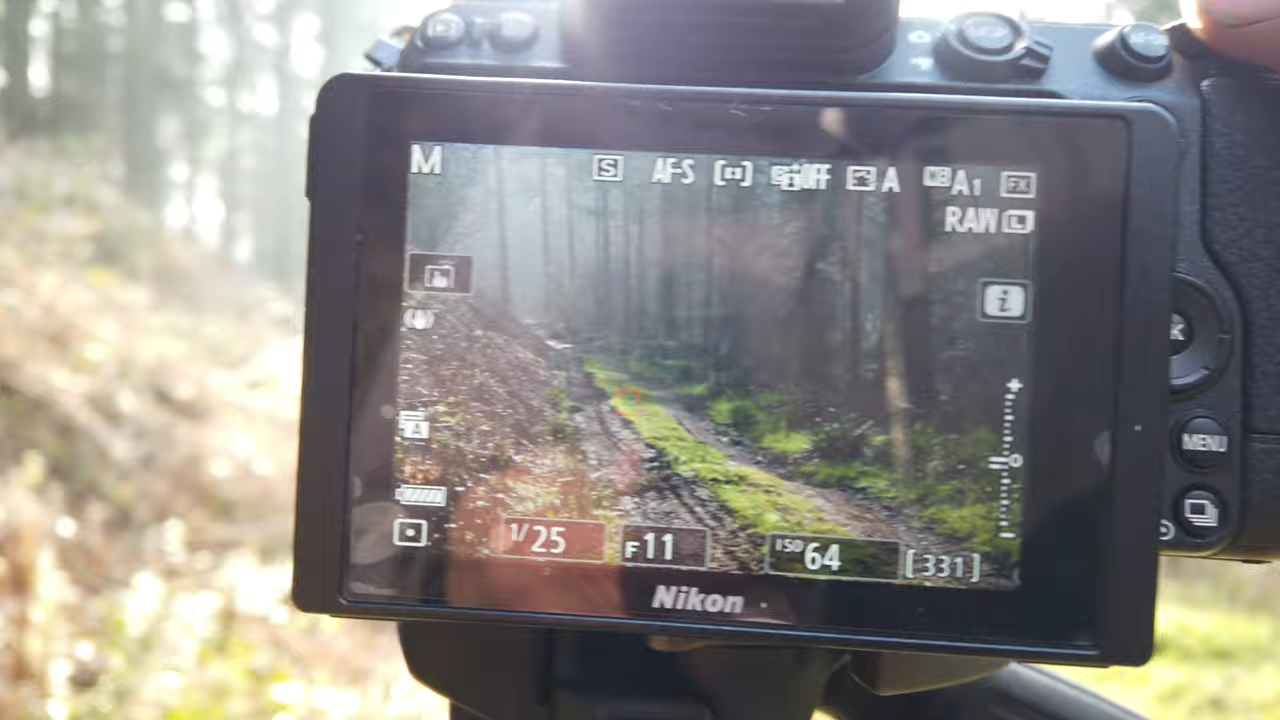 M S AF-S OFF A A1 FX
RAW L
i
A
1/25 F11 ISO 64 [331]
Nikon
K
MENU